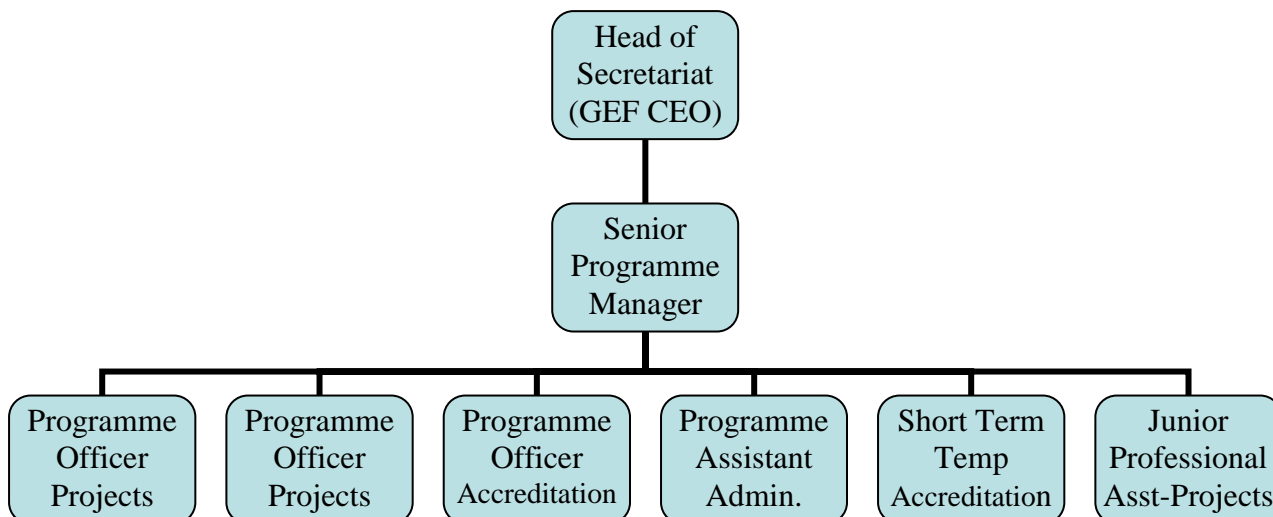 Head of
Secretariat
(GEF CEO)
Senior
Programme
Manager
Programme
Officer
Projects
Programme
Officer
Projects
Programme
Officer
Accreditation
Programme
Assistant
Admin.
Short Term
Temp
Accreditation
Junior
Professional
Asst-Projects